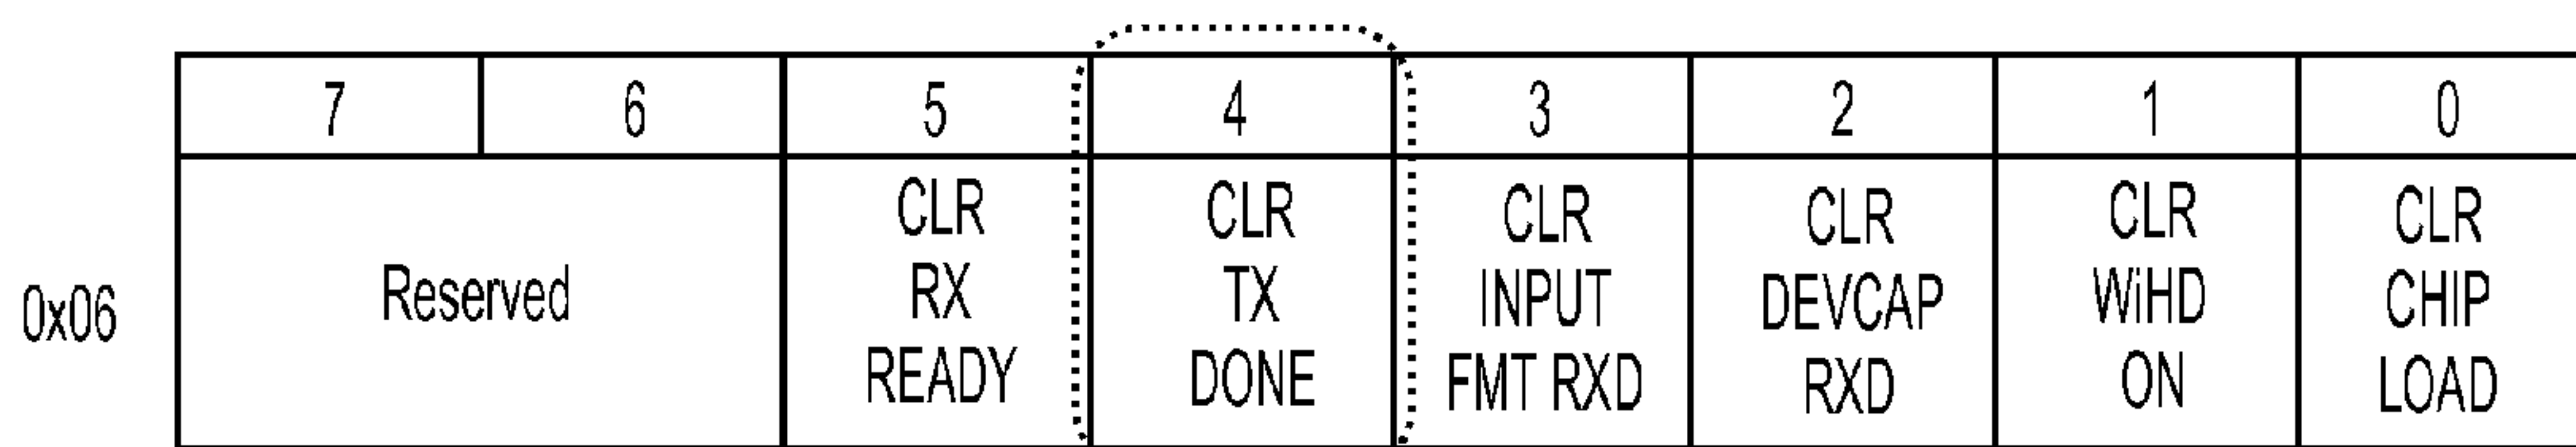 7 6 5 4 3 2 1 0
0x06
Reserved
CLR
RX
READY
CLR
TX
DONE
CLR
INPUT
FMT RXD
CLR
DEVCAP
RXD
CLR
WiHD
ON
CLR
CHIP
LOAD